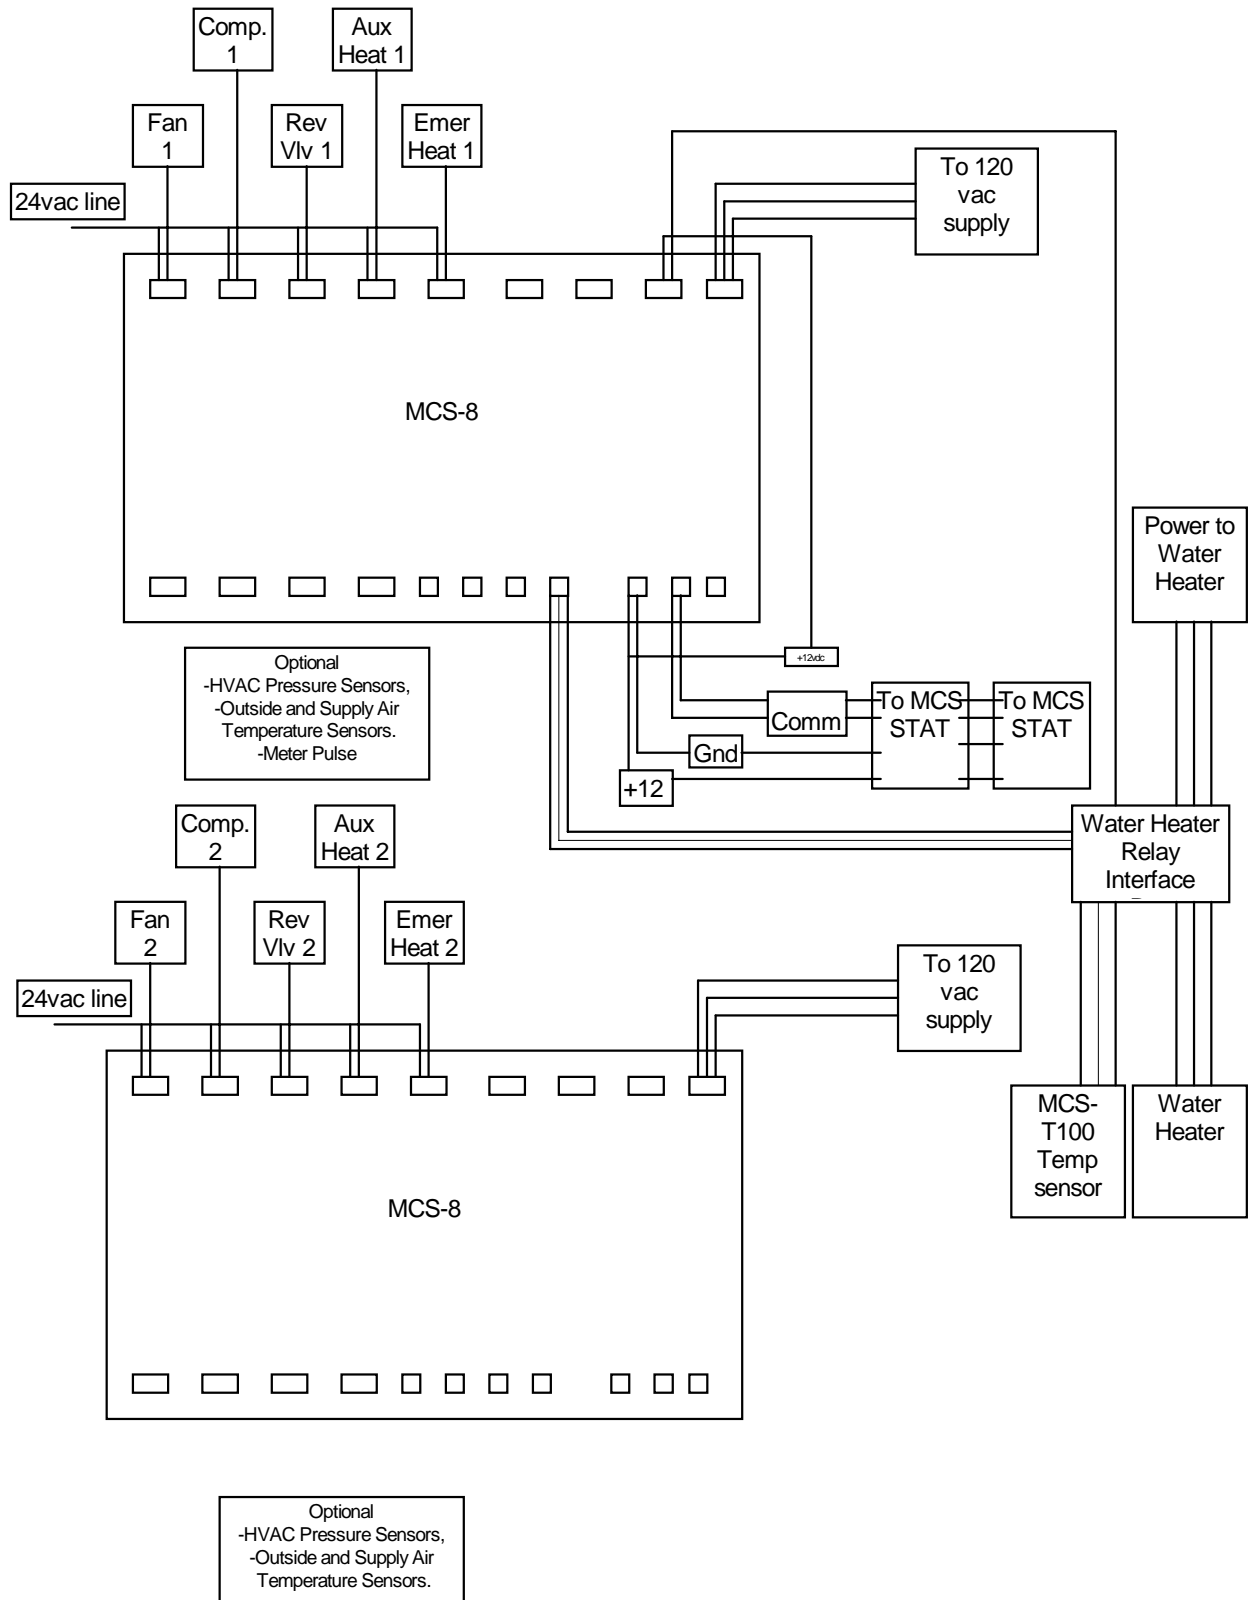 Comp.
1
Aux
Heat 1
Fan
1
Rev
Vlv 1
Emer
Heat 1
To 120
vac
supply
24vac line
MCS-8
Power to
Water
Heater
Optional
-HVAC Pressure Sensors,
-Outside and Supply Air
Temperature Sensors.
-Meter Pulse
+12vdc
Comm
To MCS
STAT
To MCS
STAT
Gnd
+12
Comp.
2
Aux
Heat 2
Water Heater
Relay
Interface
Fan
2
Rev
Vlv 2
Emer
Heat 2
To 120
vac
supply
24vac line
MCS-
T100
Temp
sensor
Water
Heater
MCS-8
Optional
-HVAC Pressure Sensors,
-Outside and Supply Air
Temperature Sensors.